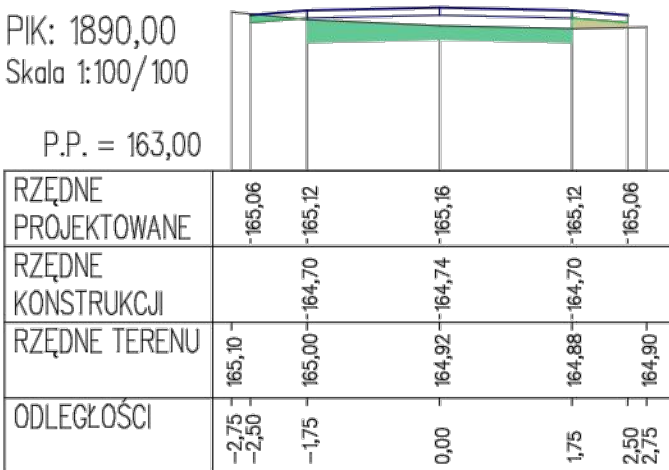 PIK: 1890,00
Skala 1:100/100
P.P. = 163,00
RZĘDNE PROJEKTOWANE
165,06 165,12 165,16 165,12 165,06
RZĘDNE KONSTRUKCJI
164,70 164,74 164,70
RZĘDNE TERENU
165,10 165,00 164,92 164,88 164,90
ODLEGŁOŚCI
-2,75 -2,50 -1,75 0,00 1,75 2,50 2,75